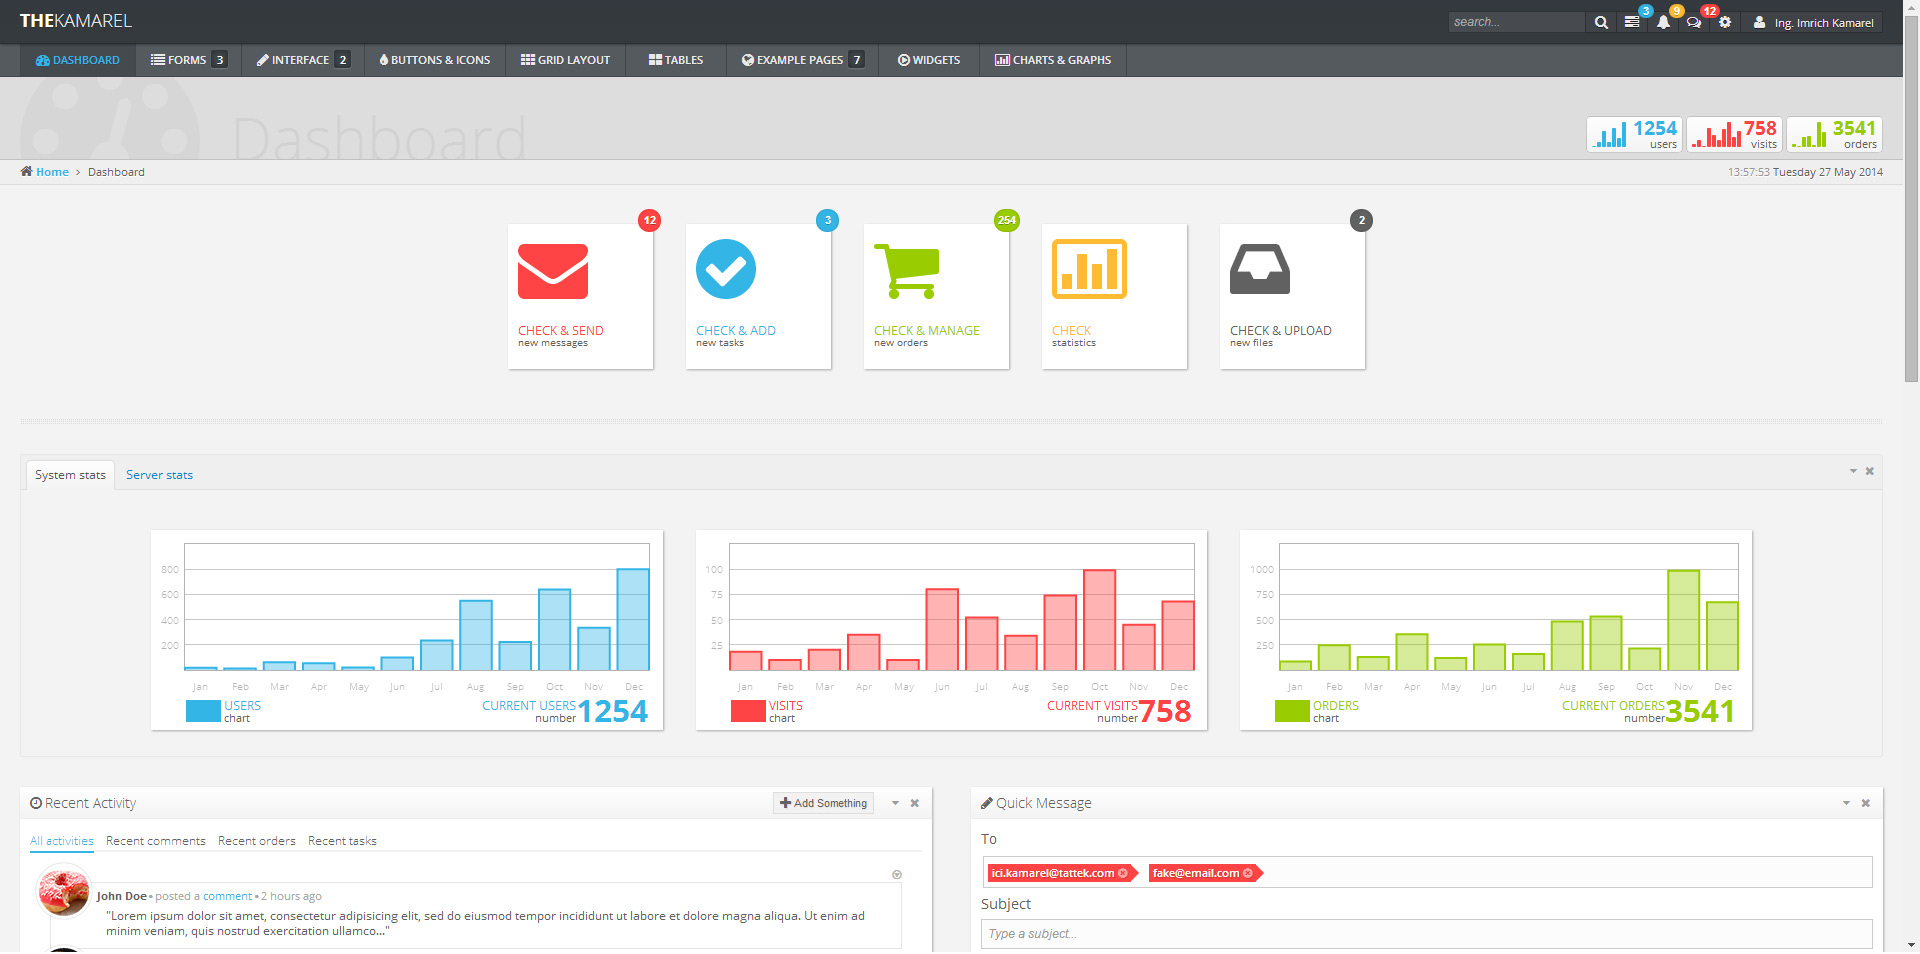 THEKAMAREL
search...
3
9
12
Ing. Imrich Kamarel
DASHBOARD
FORMS 3
INTERFACE 2
BUTTONS & ICONS
GRID LAYOUT
TABLES
EXAMPLE PAGES 7
WIDGETS
CHARTS & GRAPHS
Dashboard
1254
users
758
visits
3541
orders
Home > Dashboard
13:57:53 Tuesday 27 May 2014
12
CHECK & SEND
new messages
3
CHECK & ADD
new tasks
254
CHECK & MANAGE
new orders
CHECK
statistics
2
CHECK & UPLOAD
new files
System stats
Server stats
800
600
400
200
Jan Feb Mar Apr May Jun Jul Aug Sep Oct Nov Dec
USERS
chart
CURRENT USERS
number
1254
100
75
50
25
Jan Feb Mar Apr May Jun Jul Aug Sep Oct Nov Dec
VISITS
chart
CURRENT VISITS
number
758
1000
750
500
250
Jan Feb Mar Apr May Jun Jul Aug Sep Oct Nov Dec
ORDERS
chart
CURRENT ORDERS
number
3541
Recent Activity
Add Something
All activities
Recent comments
Recent orders
Recent tasks
John Doe • posted a comment • 2 hours ago
"Lorem ipsum dolor sit amet, consectetur adipisicing elit, sed do eiusmod tempor incididunt ut labore et dolore magna aliqua. Ut enim ad
minim veniam, quis nostrud exercitation ullamco..."
Quick Message
To
ici.kamarel@tattek.com
fake@email.com
Subject
Type a subject...